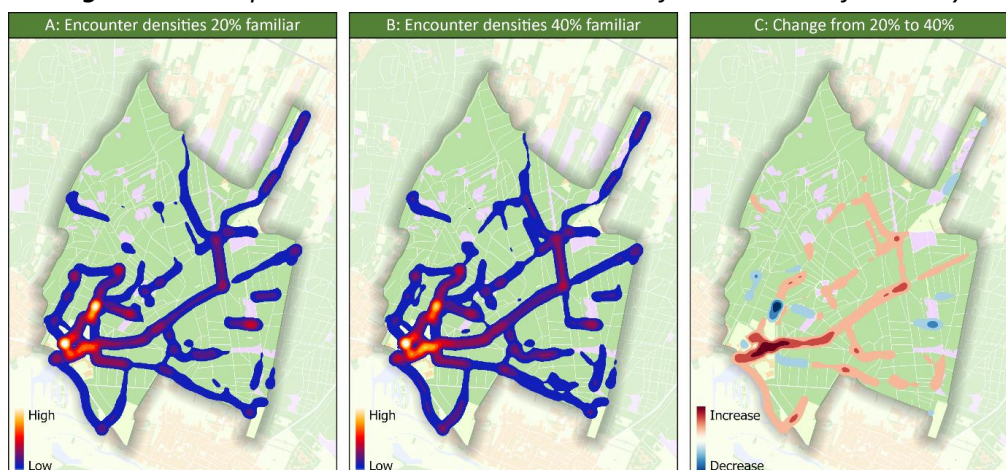 A: Encounter densities 20% familiar
B: Encounter densities 40% familiar
C: Change from 20% to 40%
High
Low
High
Low
Increase
Decrease